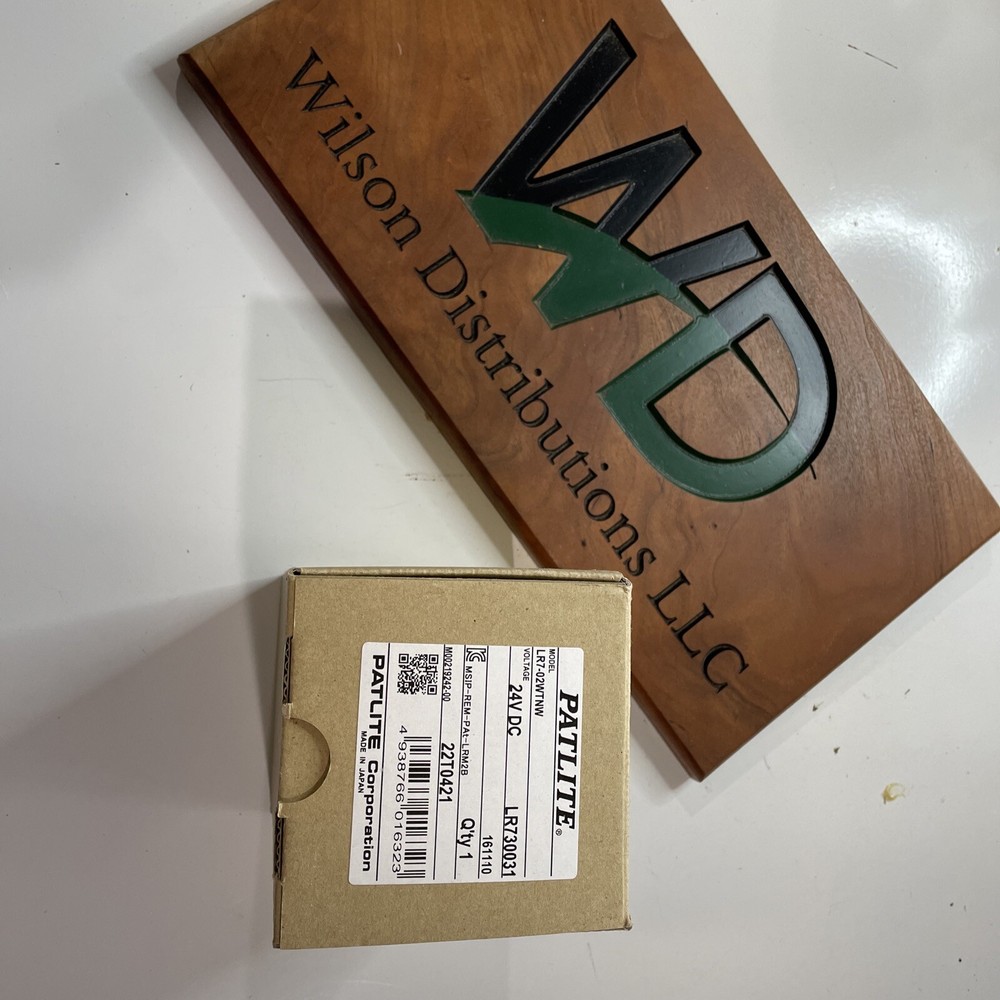 WD
Wilson Distributions LLC
PATLITE®
MODEL
LR7-02WTNW
VOLTAGE
24V DC
LR730031
161110
MSIP-REM-PAt-LRM2B
Q'ty 1
M00219242-00
22T0421
4 938766 016323
PATLITE Corporation
MADE IN JAPAN